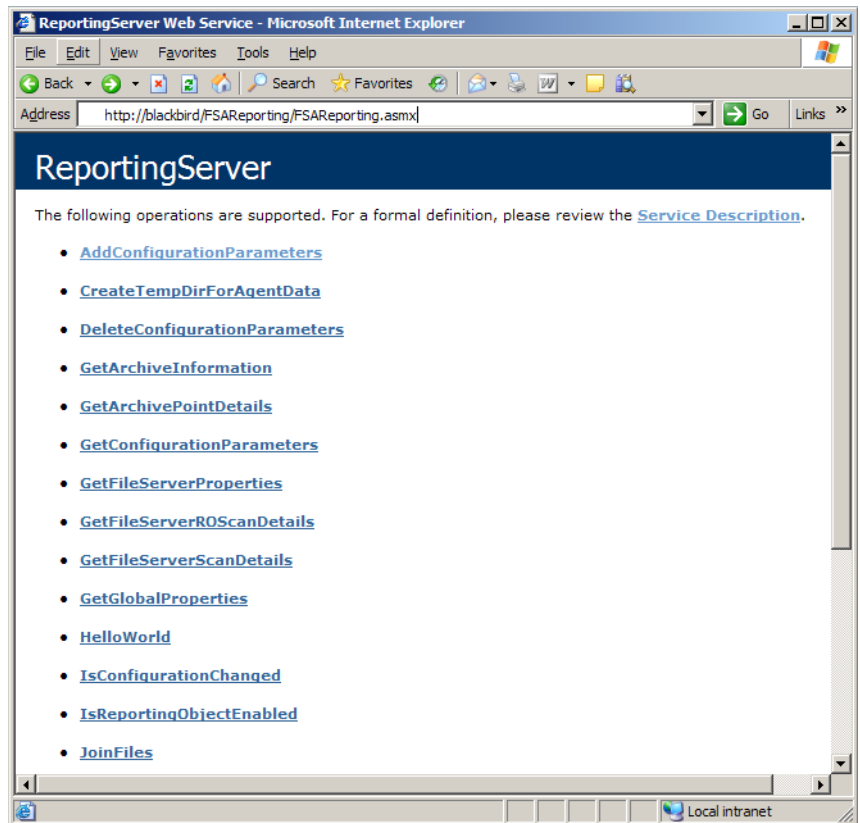 ReportingServer Web Service - Microsoft Internet Explorer
File Edit View Favorites Tools Help
Back Search Favorites
Address http://blackbird/FSAReporting/FSAReporting.asmx Go Links »
ReportingServer
The following operations are supported. For a formal definition, please review the Service Description.
• AddConfigurationParameters
• CreateTempDirForAgentData
• DeleteConfigurationParameters
• GetArchiveInformation
• GetArchivePointDetails
• GetConfigurationParameters
• GetFileServerProperties
• GetFileServerROScanDetails
• GetFileServerScanDetails
• GetGlobalProperties
• HelloWorld
• IsConfigurationChanged
• IsReportingObjectEnabled
• JoinFiles
Local intranet